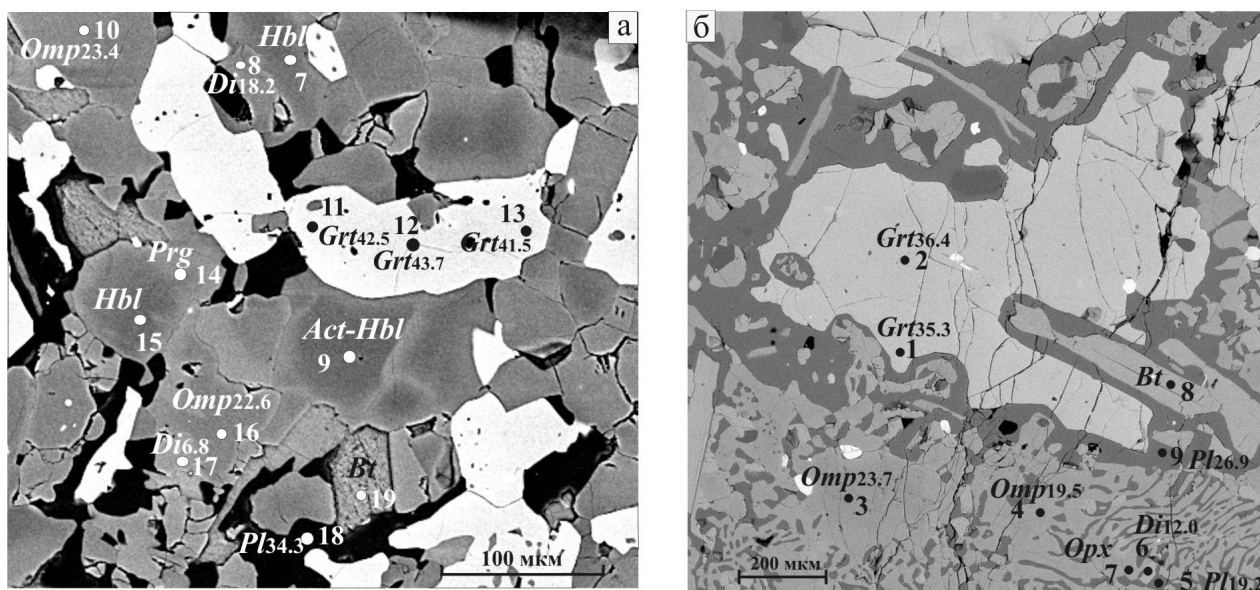 а
10
Omp23.4
Hbl
8
Di18.2
7
11
12
13
Grt42.5
Grt43.7
Grt41.5
Prg
14
Hbl
15
Act-Hbl
9
Omp22.6
16
Di6.8
17
Bt
19
18
Pl34.3
100 мкм
б
Grt36.4
2
Grt35.3
1
Bt
8
9
Pl26.9
Omp23.7
3
Omp19.5
4
Di12.0
6
Opx
7
5
Pl19.2
200 мкм